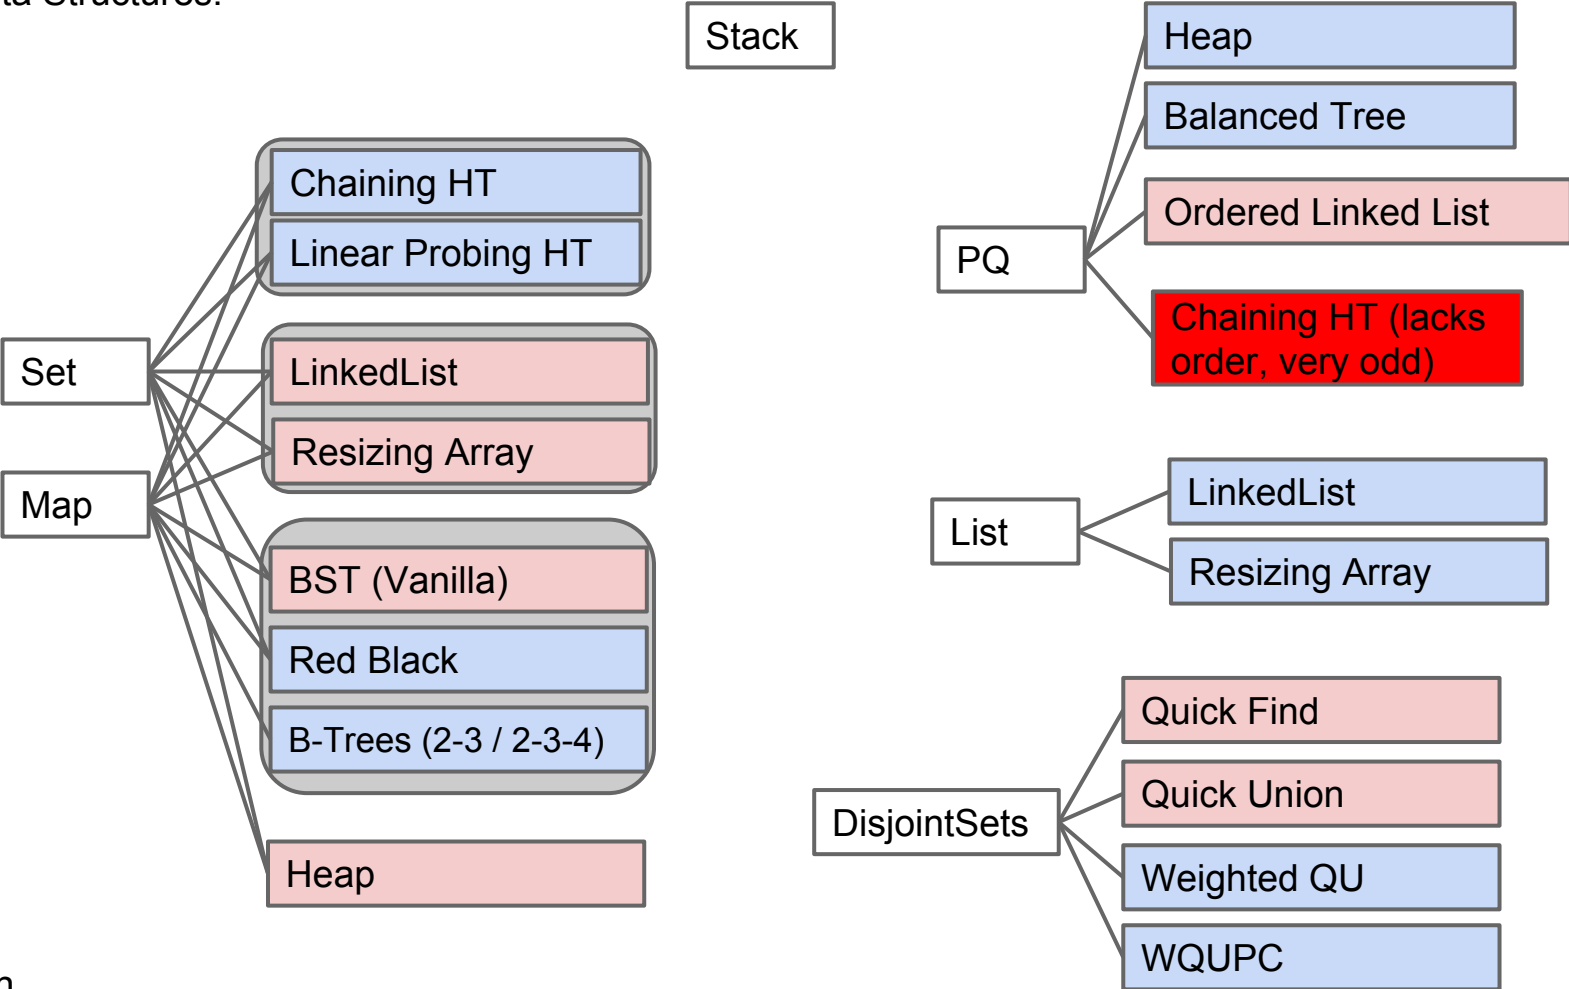 ta Structures.
Stack
Heap
Balanced Tree
Ordered Linked List
PQ
Chaining HT (lacks
order, very odd)
Chaining HT
Linear Probing HT
Set
LinkedList
Resizing Array
Map
BST (Vanilla)
Red Black
B-Trees (2-3 / 2-3-4)
Heap
List
LinkedList
Resizing Array
DisjointSets
Quick Find
Quick Union
Weighted QU
WQUPC